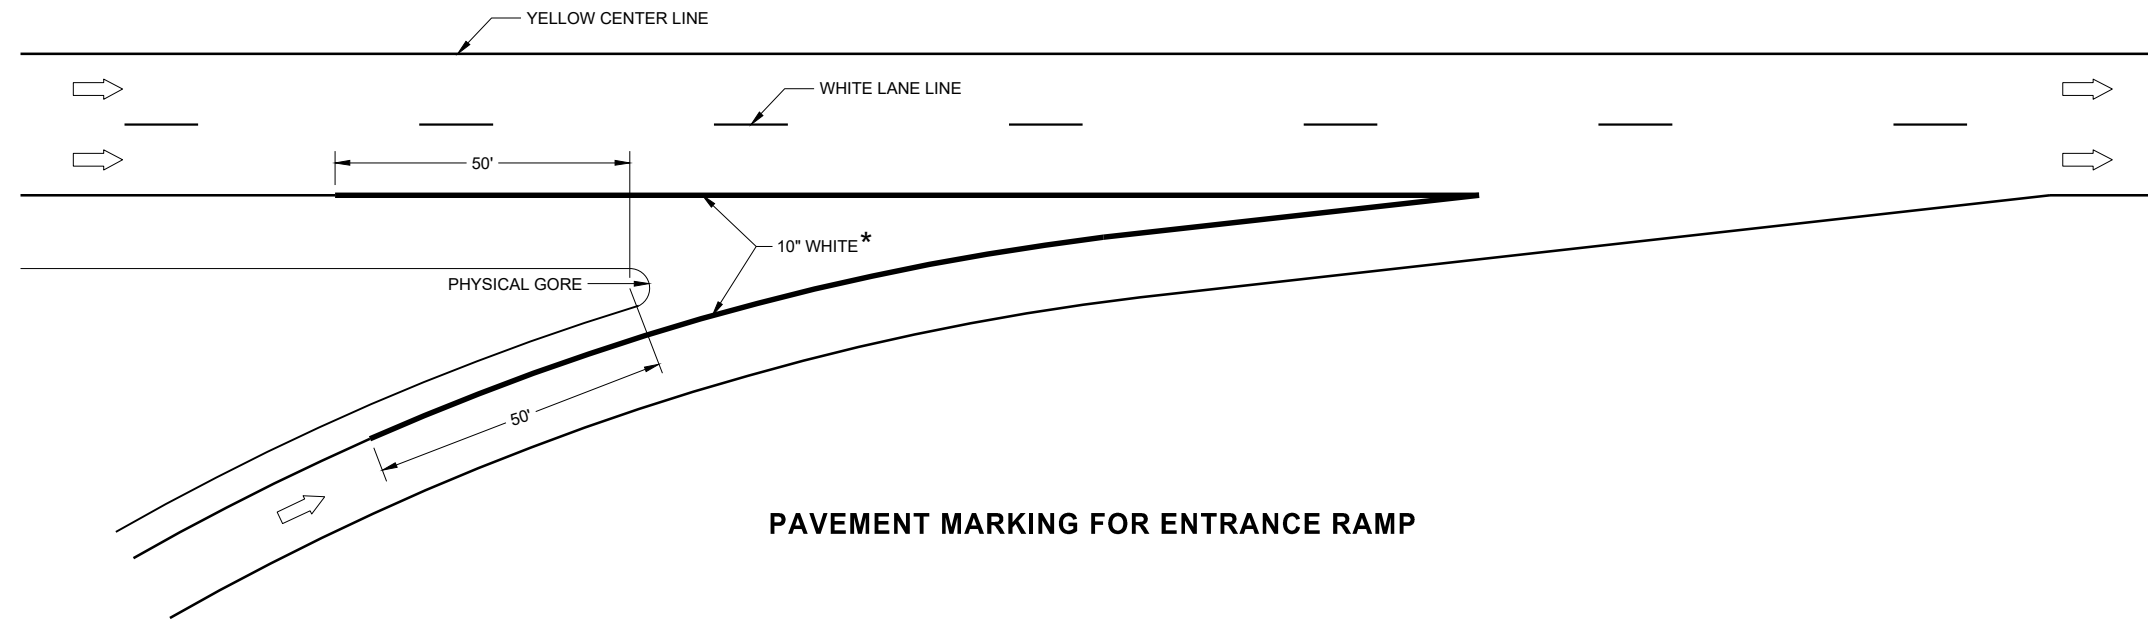 YELLOW CENTER LINE
WHITE LANE LINE
50'
10" WHITE*
PHYSICAL GORE
50'
PAVEMENT MARKING FOR ENTRANCE RAMP